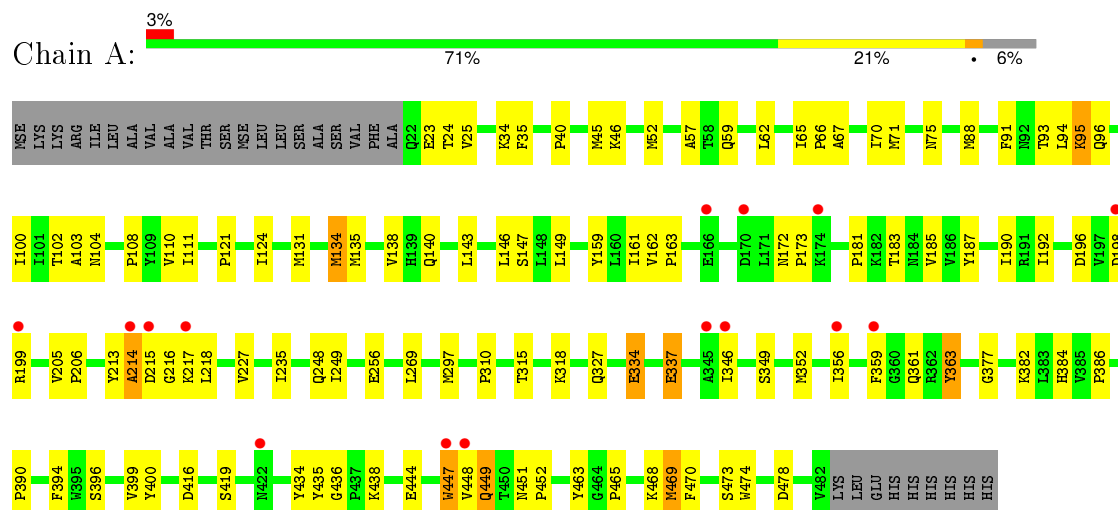 3%
Chain A:
71% 21% • 6%
MSE LYS LYS ARG ILE LEU ALA VAL ALA VAL THR SER MSE LEU LEU SER ALA SER VAL PHE ALA Q22 E23 T24 V25 K34 F35 P40 M45 K46 M52 A57 T58 Q59 L62 I65 P66 A67 I70 M71 N75 M88 F91 N92 T93 L94 K95 Q96
I100 I101 T102 A103 N104 P108 Y109 V110 I111 P121 I124 M131 M134 M135 V138 H139 Q140 L143 L146 S147 L148 L149 Y159 L160 I161 V162 P163 E166 D170 L171 N172 P173 K174 P181 K182 T183 N184 V185 V186 Y187 I190 R191 I192 D196 V197 D198
R199 V205 P206 Y213 A214 D215 G216 K217 L218 V227 I235 Q248 I249 E256 L269 M297 P310 T315 K318 Q327 E334 E337 A345 I346 S349 M352 I356 F359 G360 Q361 R362 Y363 G377 K382 L383 H384 V385 P386
P390 F394 W395 S396 V399 Y400 D416 S419 N422 Y434 Y435 G436 P437 K438 E444 W447 V448 Q449 T450 N451 P452 Y463 G464 P465 K468 M469 F470 S473 W474 D478 V482 LYS LEU GLU HIS HIS HIS HIS HIS HIS